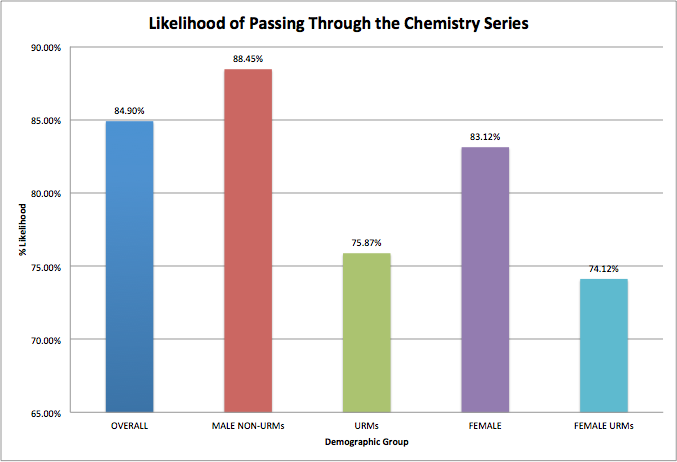 Likelihood of Passing Through the Chemistry Series
90.00%
88.45%
85.00%
84.90%
83.12%
80.00%
% Likelihood
75.87%
75.00%
74.12%
70.00%
65.00%
OVERALL
MALE NON-URMs
URMs
FEMALE
FEMALE URMs
Demographic Group